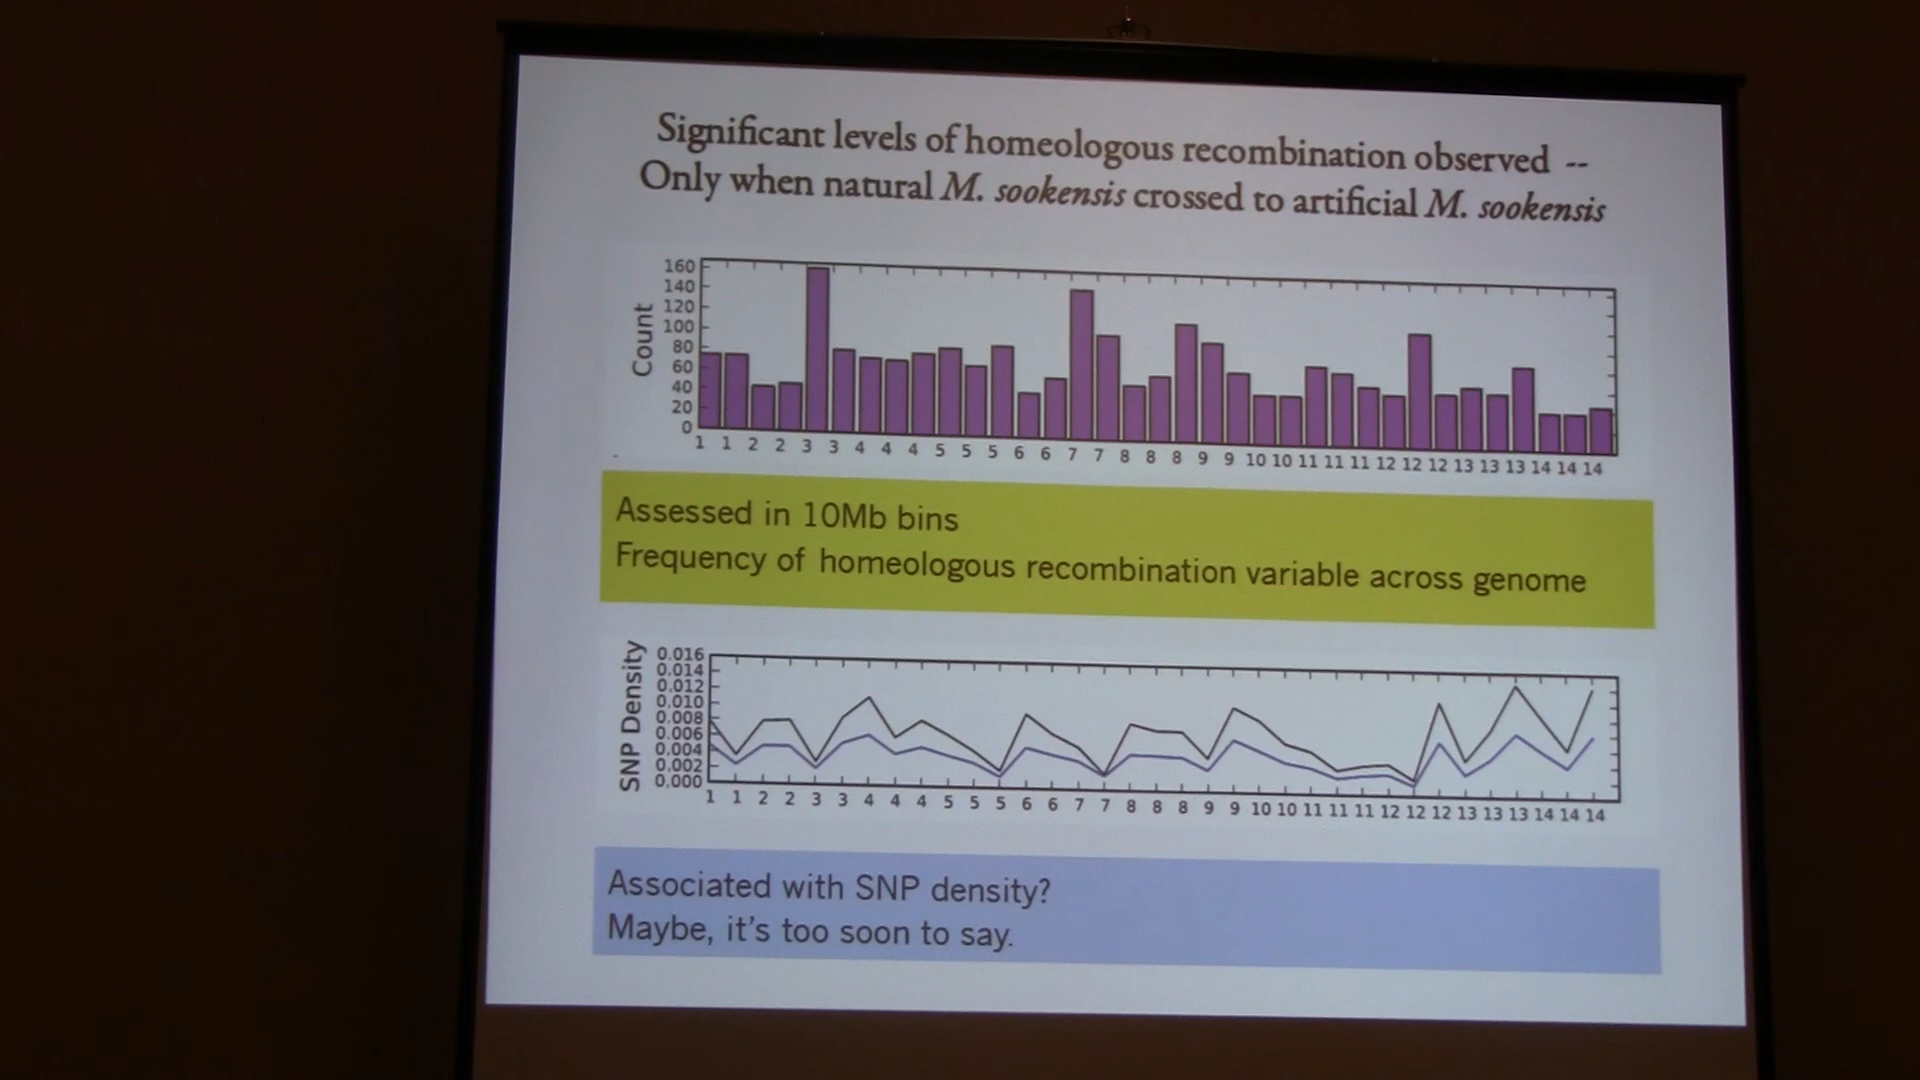 Significant levels of homeologous recombination observed --
Only when natural M. sookensis crossed to artificial M. sookensis
Count
160
140
120
100
80
60
40
20
0
1 1 2 2 3 3 4 4 4 5 5 5 6 6 7 7 8 8 8 9 9 10 10 11 11 11 12 12 12 13 13 13 14 14 14
Assessed in 10Mb bins
Frequency of homeologous recombination variable across genome
SNP Density
0.016
0.014
0.012
0.010
0.008
0.006
0.004
0.002
0.000
1 1 2 2 3 3 4 4 4 5 5 5 6 6 7 7 8 8 8 9 9 10 10 11 11 11 12 12 12 13 13 13 14 14 14
Associated with SNP density?
Maybe, it's too soon to say.